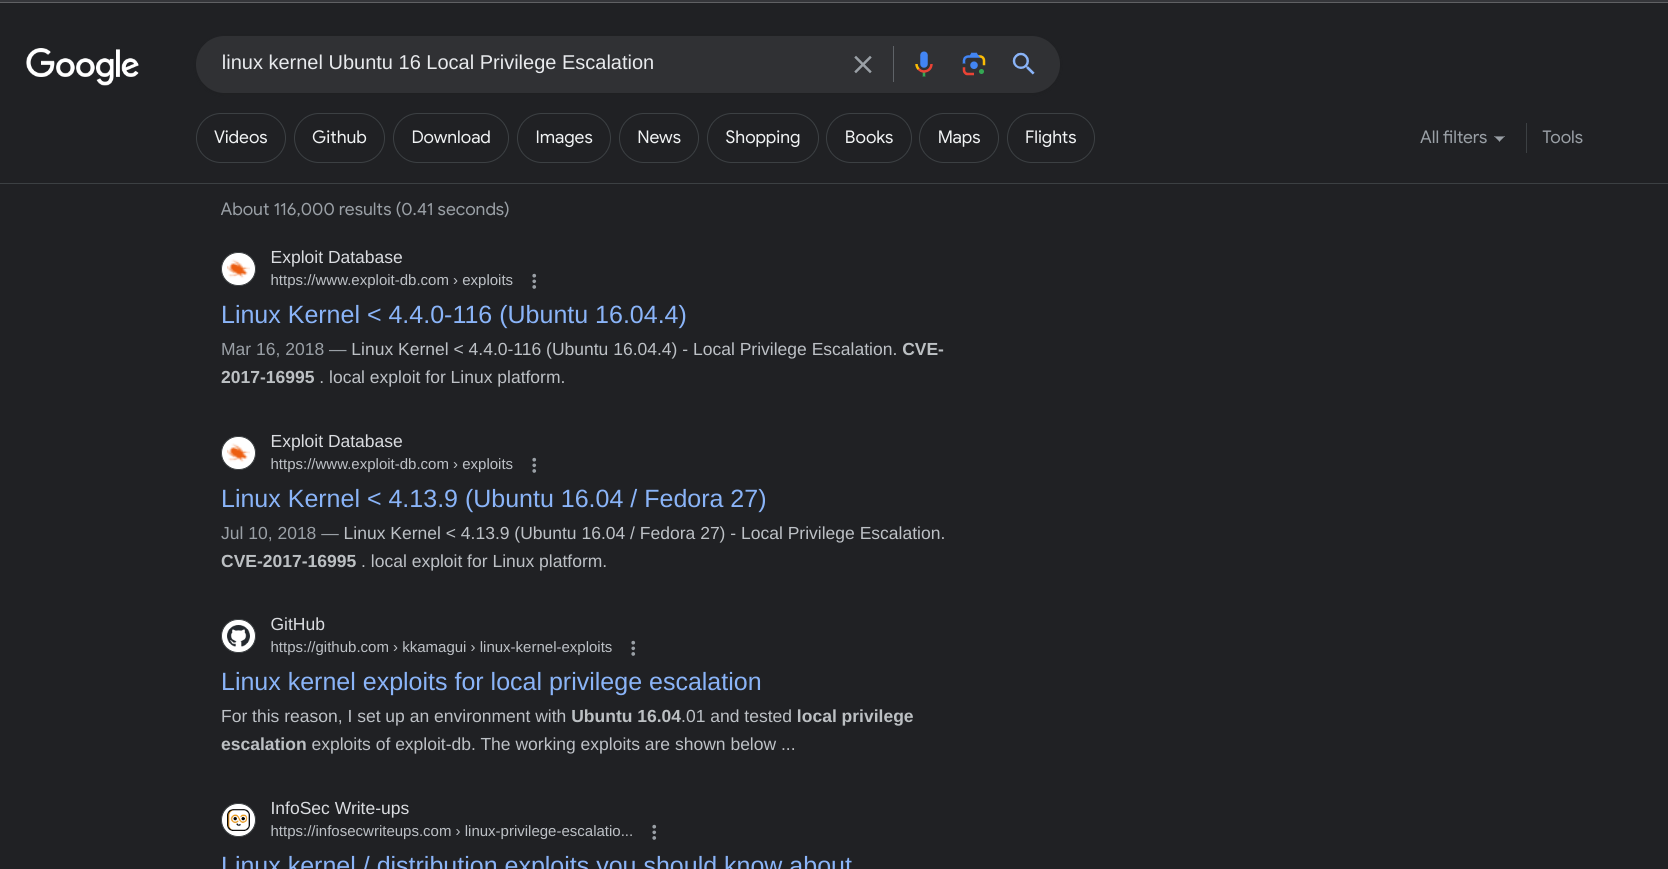 Google
linux kernel Ubuntu 16 Local Privilege Escalation
Videos Github Download Images News Shopping Books Maps Flights All filters Tools
About 116,000 results (0.41 seconds)
Exploit Database
https://www.exploit-db.com › exploits
Linux Kernel < 4.4.0-116 (Ubuntu 16.04.4)
Mar 16, 2018 — Linux Kernel < 4.4.0-116 (Ubuntu 16.04.4) - Local Privilege Escalation. CVE-
2017-16995 . local exploit for Linux platform.
Exploit Database
https://www.exploit-db.com › exploits
Linux Kernel < 4.13.9 (Ubuntu 16.04 / Fedora 27)
Jul 10, 2018 — Linux Kernel < 4.13.9 (Ubuntu 16.04 / Fedora 27) - Local Privilege Escalation.
CVE-2017-16995 . local exploit for Linux platform.
GitHub
https://github.com › kkamagui › linux-kernel-exploits
Linux kernel exploits for local privilege escalation
For this reason, I set up an environment with Ubuntu 16.04.01 and tested local privilege
escalation exploits of exploit-db. The working exploits are shown below ...
InfoSec Write-ups
https://infosecwriteups.com › linux-privilege-escalatio...
Linux kernel / distribution exploits you should know about